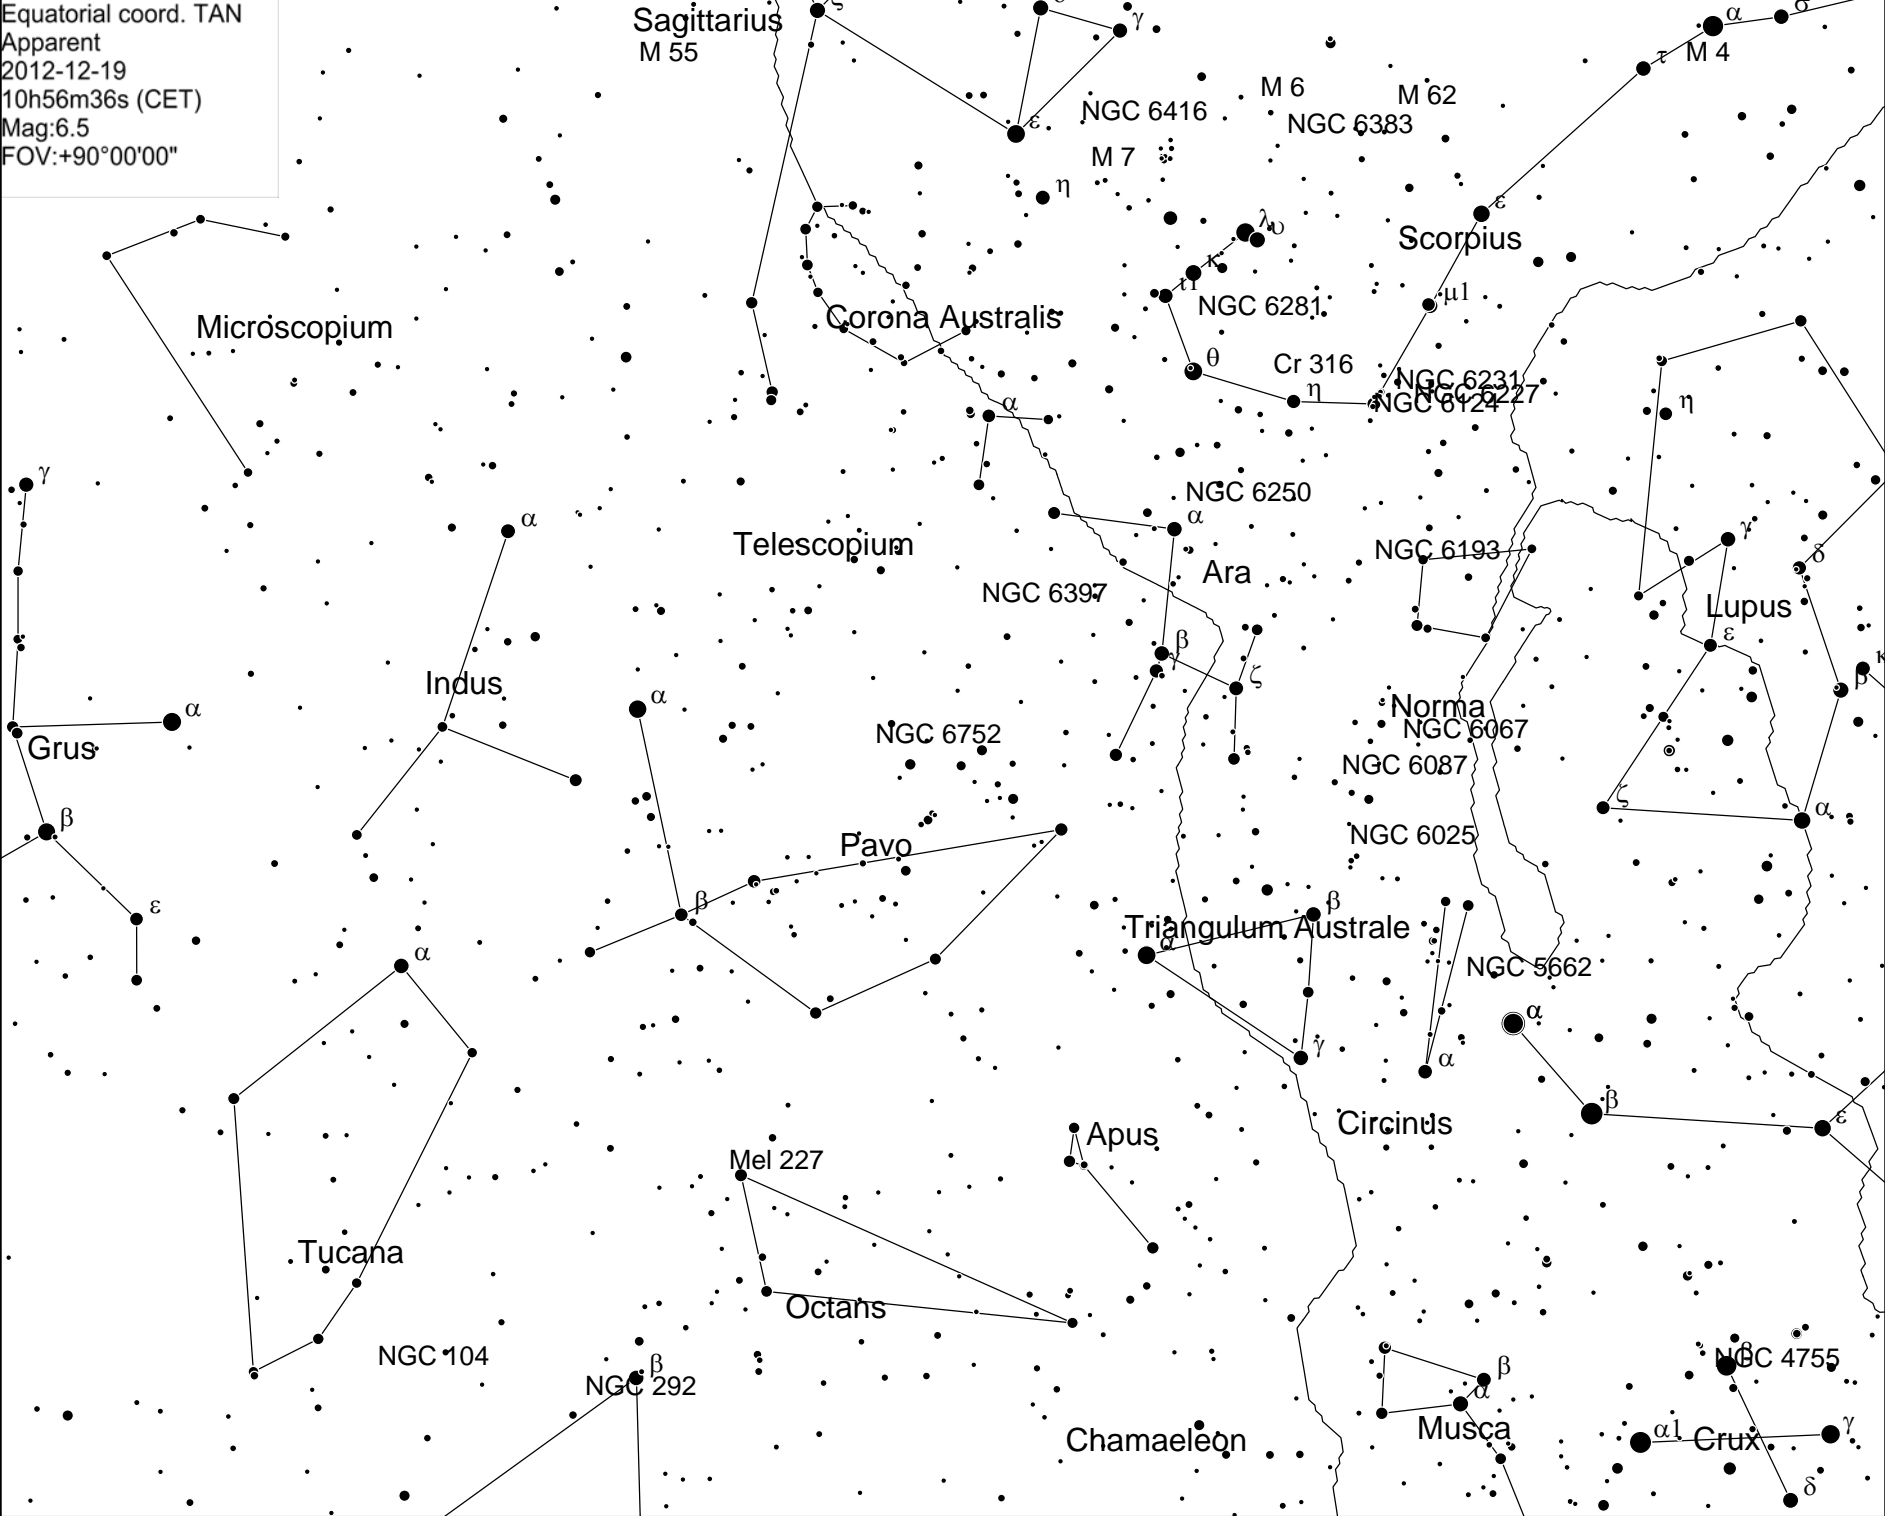 Equatorial coord. TAN
Apparent
2012-12-19
10h56m36s (CET)
Mag:6.5
FOV:+90°00'00"
Sagittarius
ζ
γ
α
σ
M 55
τ
M 4
M 6
M 62
NGC 6416
ε
NGC 6383
M 7
η
ε
λ
υ
Scorpius
κ
ι1
μ1
NGC 6281
Microscopium
Corona Australis
θ
Cr 316
NGC 6231
η
NGC 6227
NGC 6124
α
η
γ
NGC 6250
α
α
Telescopium
NGC 6193
γ
δ
Ara
NGC 6397
Lupus
β
γ
ε
κ
ζ
Indus
α
β
α
Norma
Grus
NGC 6752
NGC 6067
NGC 6087
ζ
α
β
Pavo
NGC 6025
ε
β
β
Triangulum Australe
α
α
NGC 5662
α
γ
α
β
ε
Circinus
Apus
Mel 227
Tucana
Octans
NGC 104
β
NGC 292
β
β
NGC 4755
α
Chamaeleon
Musca
α1
Crux
γ
δ